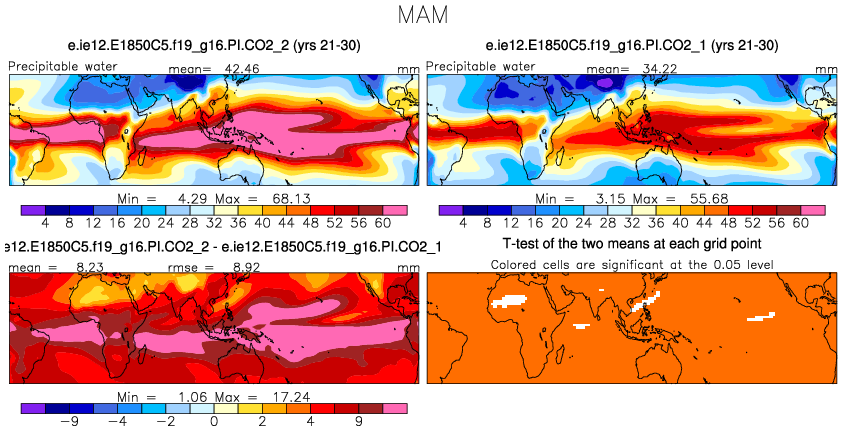 MAM
e.ie12.E1850C5.f19_g16.PI.CO2_2 (yrs 21-30)
Precipitable water mean= 42.46 mm
Min = 4.29 Max = 68.13
4 8 12 16 20 24 28 32 36 40 44 48 52 56 60
e.ie12.E1850C5.f19_g16.PI.CO2_1 (yrs 21-30)
Precipitable water mean= 34.22 mm
Min = 3.15 Max = 55.68
4 8 12 16 20 24 28 32 36 40 44 48 52 56 60
e12.E1850C5.f19_g16.PI.CO2_2 - e.ie12.E1850C5.f19_g16.PI.CO2_1
mean = 8.23 rmse = 8.92 mm
Min = 1.06 Max = 17.24
-9 -4 -2 0 2 4 9
T-test of the two means at each grid point
Colored cells are significant at the 0.05 level